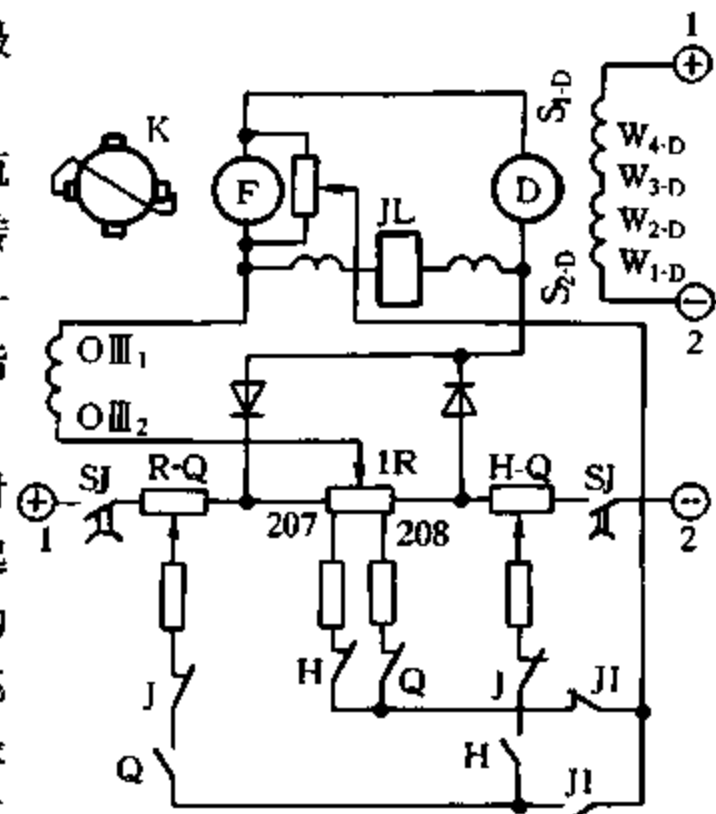 1
+
K
S1-D
W4-D
F
D
W3-D
JL
W2-D
S2-D
W1-D
−
2
OⅢ1
OⅢ2
SJ
R-Q
1R
H-Q
SJ
+
−
1
207
208
2
H
Q
J
J
J1
Q
H
J1